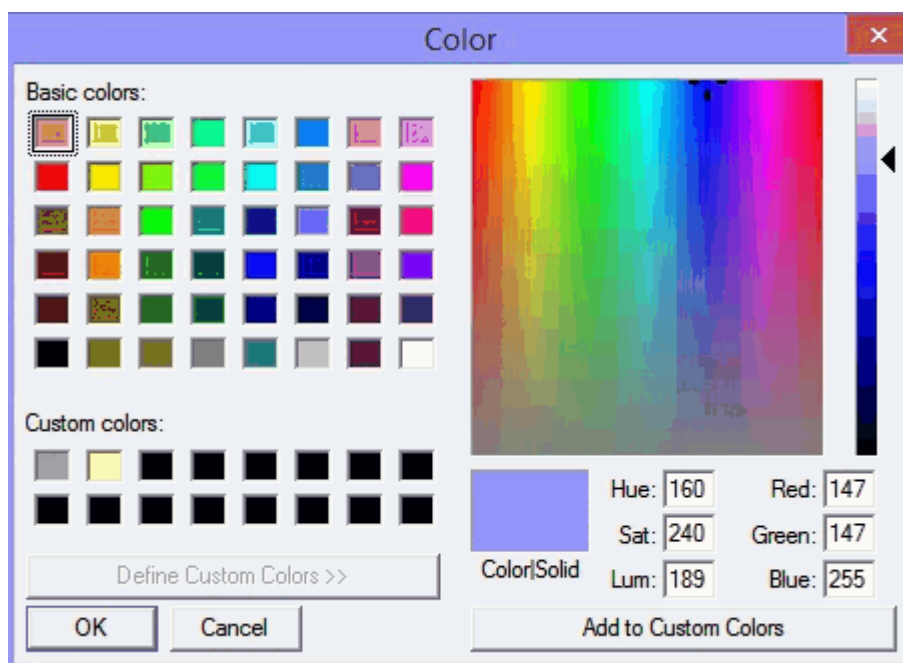 Color
Basic colors:
Custom colors:
Define Custom Colors >>
OK Cancel
Color|Solid
Hue: 160 Red: 147
Sat: 240 Green: 147
Lum: 189 Blue: 255
Add to Custom Colors